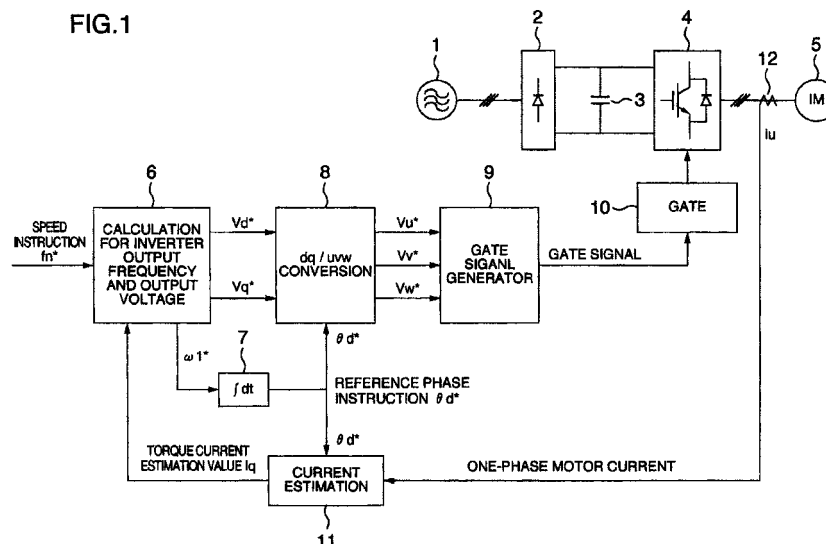 FIG.1
1
2
3
4
12
5
IM
Iu
10
GATE
6
8
9
SPEED
INSTRUCTION
fn*
CALCULATION
FOR INVERTER
OUTPUT
FREQUENCY
AND OUTPUT
VOLTAGE
Vd*
Vq*
dq / uvw
CONVERSION
Vu*
Vv*
Vw*
GATE
SIGANL
GENERATOR
GATE SIGNAL
ω1*
7
∫ dt
θd*
REFERENCE PHASE
INSTRUCTION θd*
θd*
TORQUE CURRENT
ESTIMATION VALUE Iq
CURRENT
ESTIMATION
ONE-PHASE MOTOR CURRENT
11